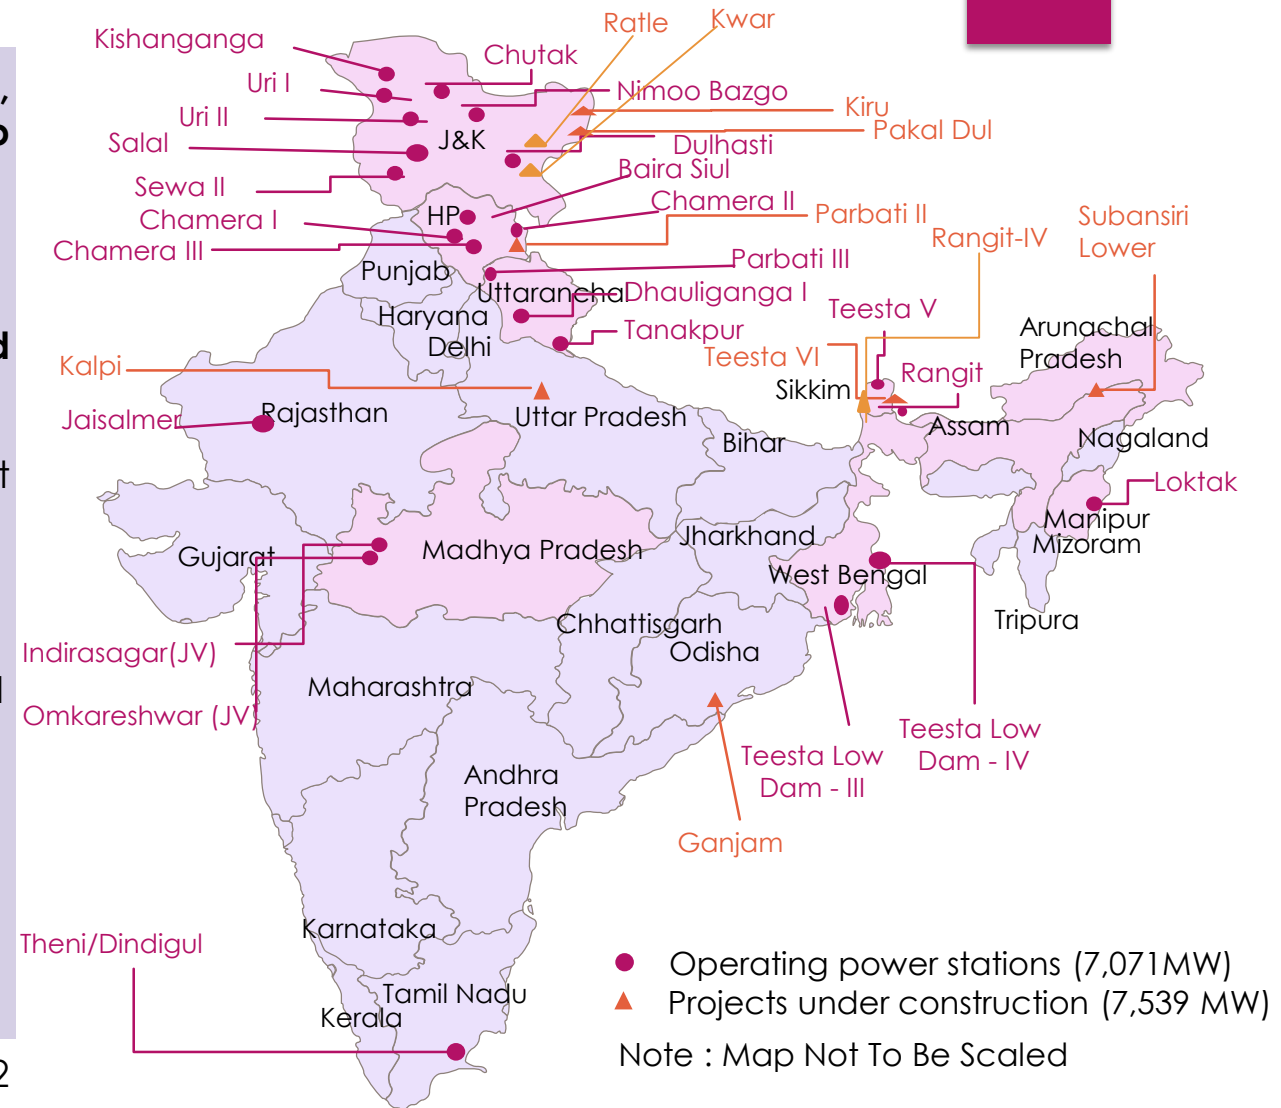 Ratle
Kwar
Kishanganga
Chutak
Uri I
Nimoo Bazgo
Kiru
Uri II
Pakal Dul
Salal
J&K
Dulhasti
Baira Siul
Sewa II
Chamera II
Chamera I
HP
Parbati II
Subansiri
Lower
Rangit-IV
Chamera III
Punjab
Parbati III
Uttaranchal
Dhauliganga I
Teesta V
Haryana
Delhi
Tanakpur
Arunachal
Pradesh
Kalpi
Teesta VI
Rangit
Sikkim
Jaisalmer
Rajasthan
Uttar Pradesh
Bihar
Assam
Nagaland
Loktak
Manipur
Mizoram
Gujarat
Madhya Pradesh
Jharkhand
West Bengal
Tripura
Chhattisgarh
Odisha
Indirasagar(JV)
Maharashtra
Omkareshwar (JV)
Teesta Low
Dam - IV
Teesta Low
Dam - III
Andhra
Pradesh
Ganjam
Karnataka
Theni/Dindigul
Tamil Nadu
Kerala
Operating power stations (7,071MW)
Projects under construction (7,539 MW)
Note : Map Not To Be Scaled
2